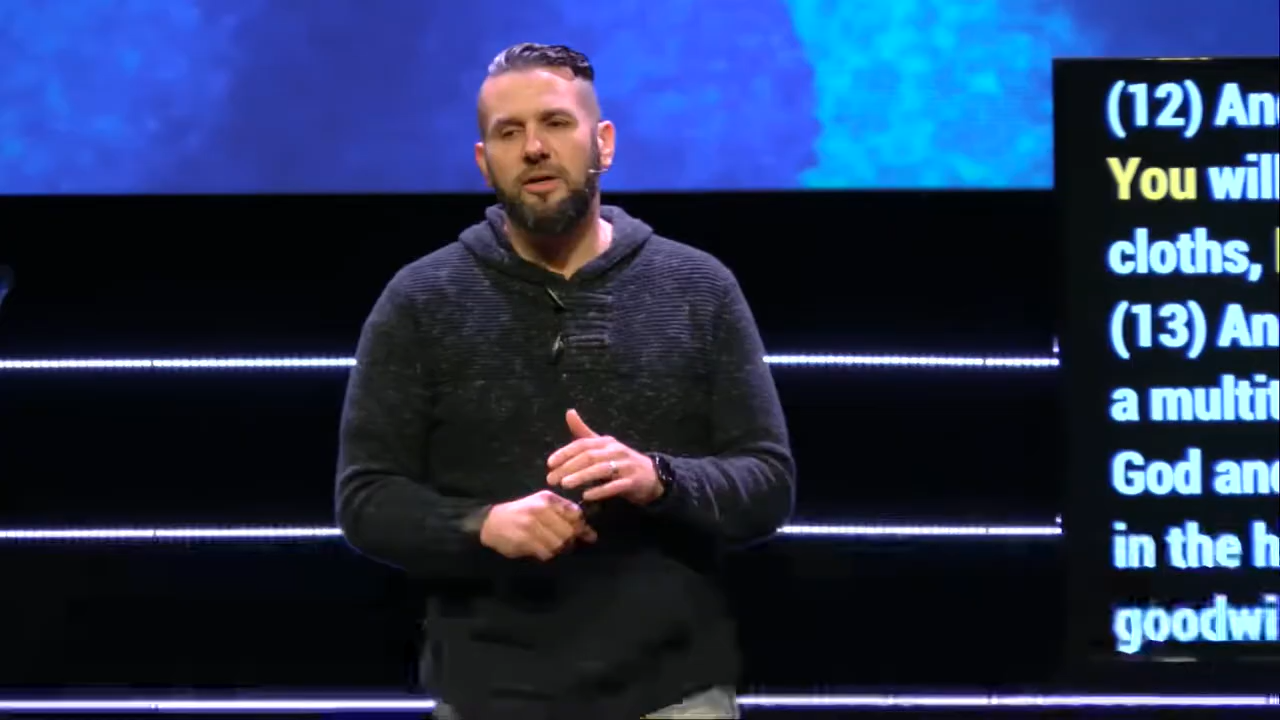 (12) An
You will
cloths,
(13) An
a multit
God and
in the h
goodwi